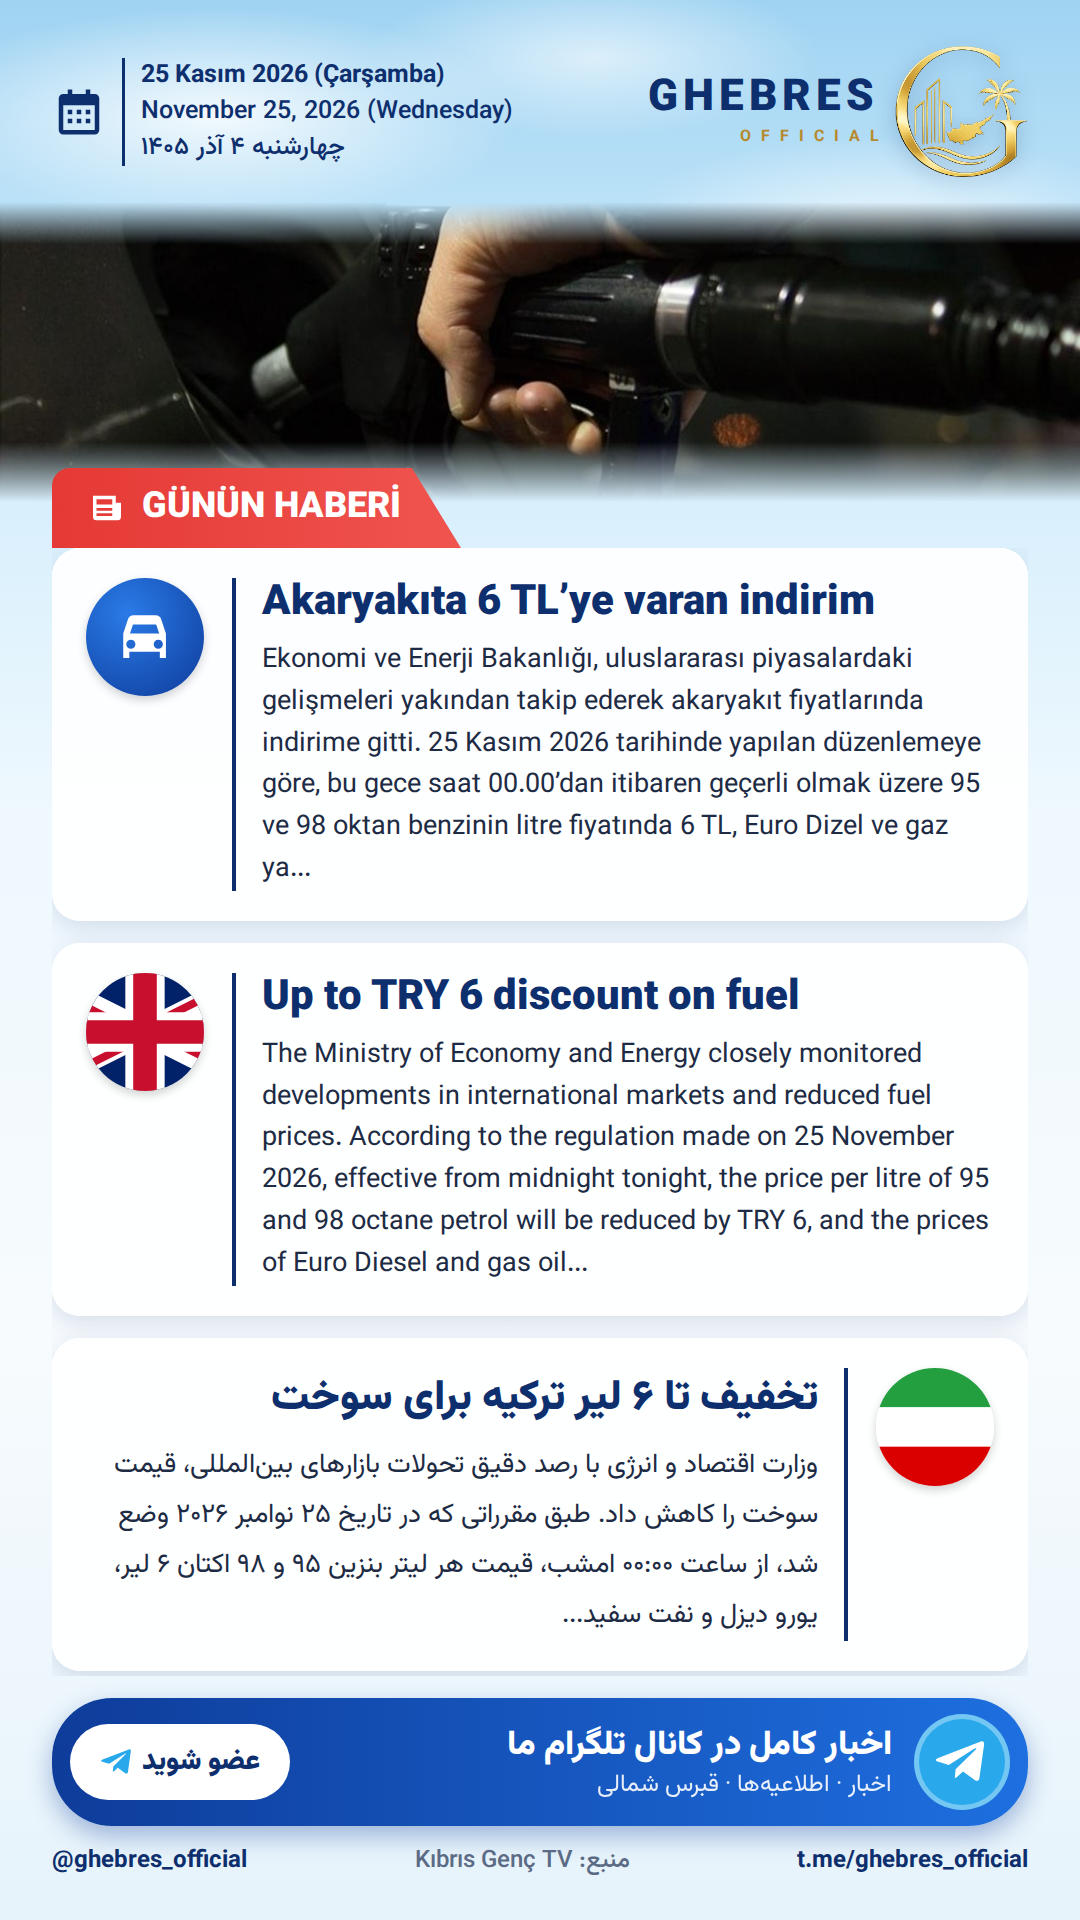 25 Kasım 2026 (Çarşamba)
November 25, 2026 (Wednesday)
چهارشنبه ۴ آذر ۱۴۰۵
GHEBRES
OFFICIAL
GÜNÜN HABERİ
Akaryakıta 6 TL’ye varan indirim
Ekonomi ve Enerji Bakanlığı, uluslararası piyasalardaki
gelişmeleri yakından takip ederek akaryakıt fiyatlarında
indirime gitti. 25 Kasım 2026 tarihinde yapılan düzenlemeye
göre, bu gece saat 00.00’dan itibaren geçerli olmak üzere 95
ve 98 oktan benzinin litre fiyatında 6 TL, Euro Dizel ve gaz
ya...
Up to TRY 6 discount on fuel
The Ministry of Economy and Energy closely monitored
developments in international markets and reduced fuel
prices. According to the regulation made on 25 November
2026, effective from midnight tonight, the price per litre of 95
and 98 octane petrol will be reduced by TRY 6, and the prices
of Euro Diesel and gas oil...
تخفیف تا ۶ لیر ترکیه برای سوخت
وزارت اقتصاد و انرژی با رصد دقیق تحولات بازارهای بین‌المللی، قیمت
سوخت را کاهش داد. طبق مقرراتی که در تاریخ ۲۵ نوامبر ۲۰۲۶ وضع
شد، از ساعت ۰۰:۰۰ امشب، قیمت هر لیتر بنزین ۹۵ و ۹۸ اکتان ۶ لیر،
یورو دیزل و نفت سفید...
اخبار کامل در کانال تلگرام ما
اخبار · اطلاعیه‌ها · قبرس شمالی
عضو شوید
@ghebres_official
منبع: Kıbrıs Genç TV
t.me/ghebres_official